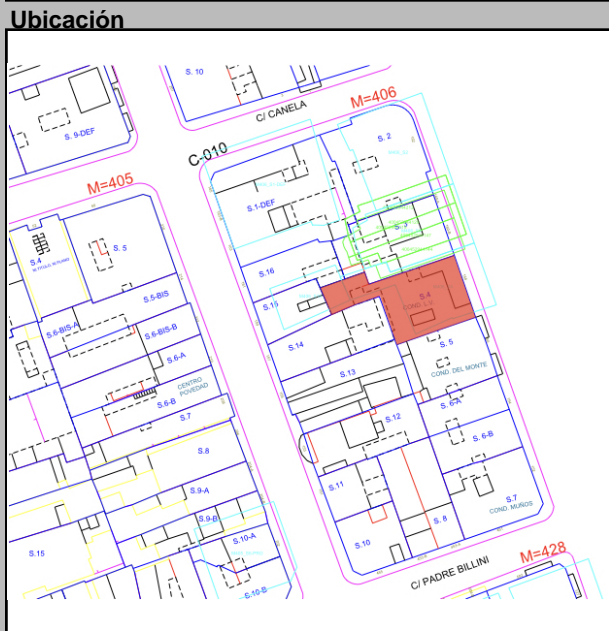 Ubicación
S. 10
C/ CANELA
M=406
S. 9-DEF
C-010
S. 2
M=405
S.1-DEF
S.4
S. 5
S. 3
S. 16
S.5-BIS
S.15
S.4
COND. L.V.
S.6-BIS-A
S.6-BIS-B
S.14
S. 5
S.6-A
COND. DEL MONTE
CENTRO
POVEDAD
S.13
S.6-B
S. 6-A
S.7
S.12
S. 6-B
S.8
S.11
S.9-A
S.7
COND. MUÑOS
S.9-B
S. 8
S.10-A
S.10
S.15
M=428
C/ PADRE BILLINI
S.10-B